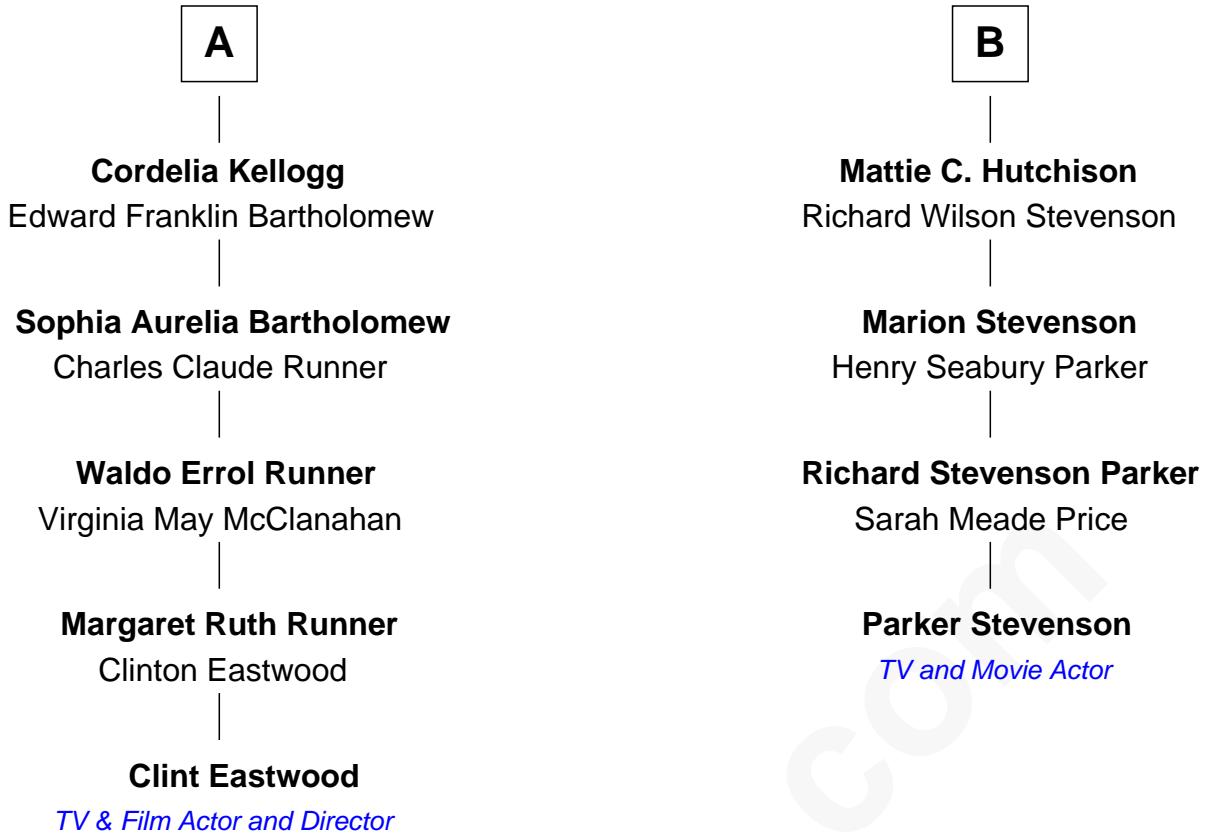 A
Cordelia Kellogg
Edward Franklin Bartholomew
Sophia Aurelia Bartholomew
Charles Claude Runner
Waldo Errol Runner
Virginia May McClanahan
Margaret Ruth Runner
Clinton Eastwood
Clint Eastwood
TV & Film Actor and Director
B
Mattie C. Hutchison
Richard Wilson Stevenson
Marion Stevenson
Henry Seabury Parker
Richard Stevenson Parker
Sarah Meade Price
Parker Stevenson
TV and Movie Actor
com